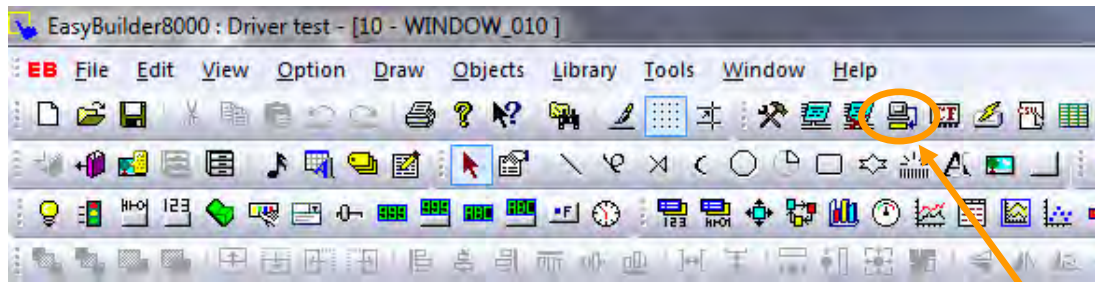 EasyBuilder8000 : Driver test - [10 - WINDOW_010 ]
EB File Edit View Option Draw Objects Library Tools Window Help